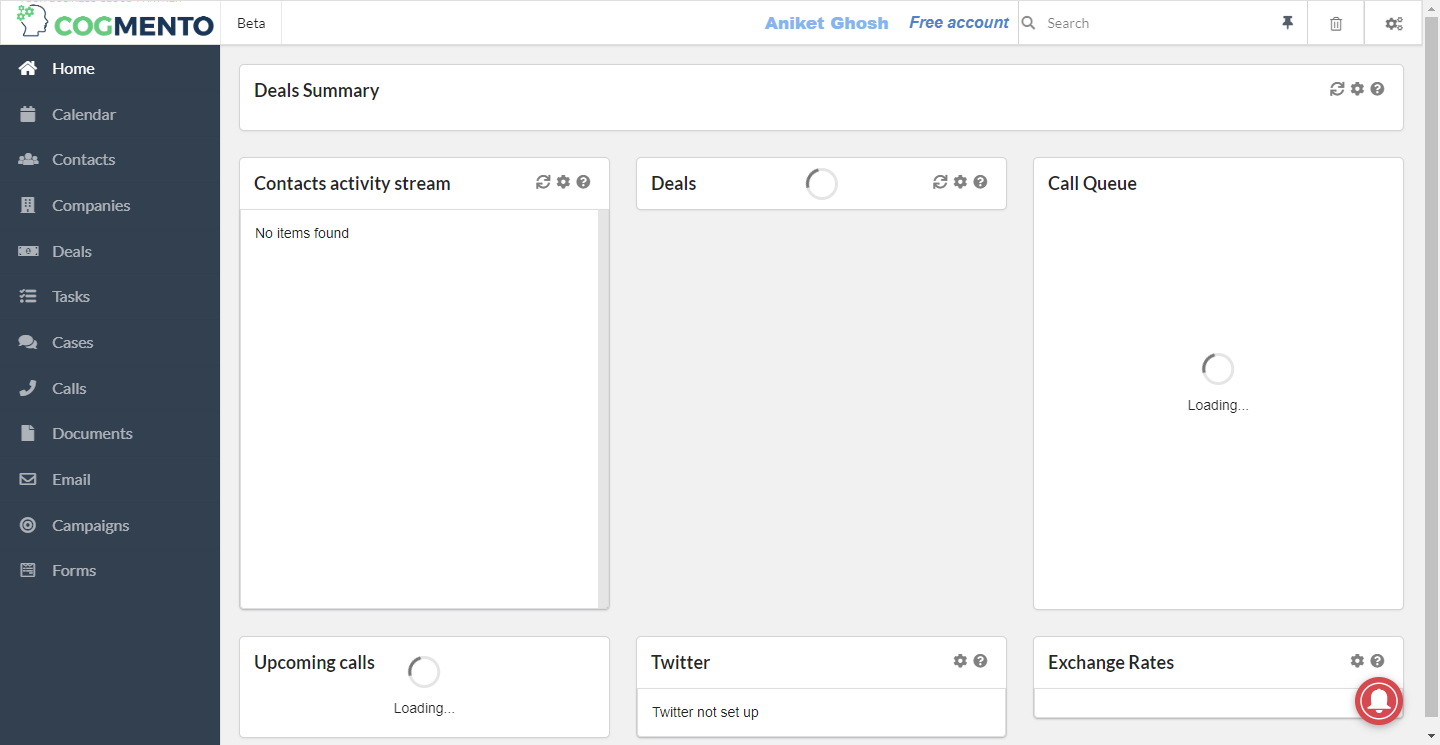 COGMENTO
Beta
Aniket Ghosh
Free account
Search
Home
Calendar
Contacts
Companies
Deals
Tasks
Cases
Calls
Documents
Email
Campaigns
Forms
Deals Summary
Contacts activity stream
No items found
Deals
Call Queue
Loading...
Upcoming calls
Loading...
Twitter
Twitter not set up
Exchange Rates